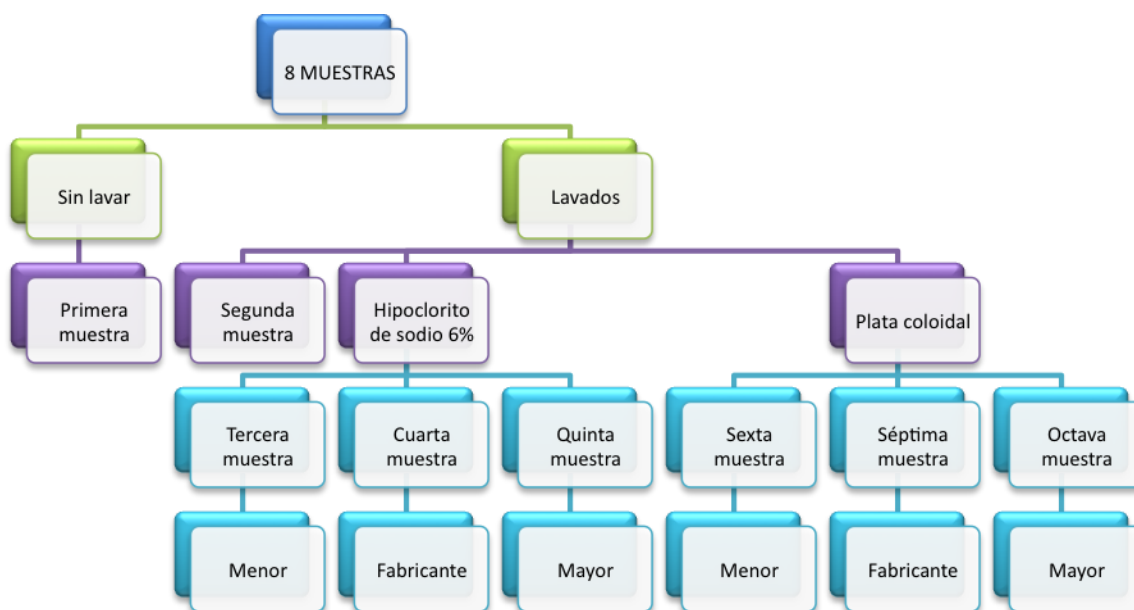 8 MUESTRAS
Sin lavar
Lavados
Primera
muestra
Segunda
muestra
Hipoclorito
de sodio 6%
Plata coloidal
Tercera
muestra
Cuarta
muestra
Quinta
muestra
Sexta
muestra
Séptima
muestra
Octava
muestra
Menor
Fabricante
Mayor
Menor
Fabricante
Mayor